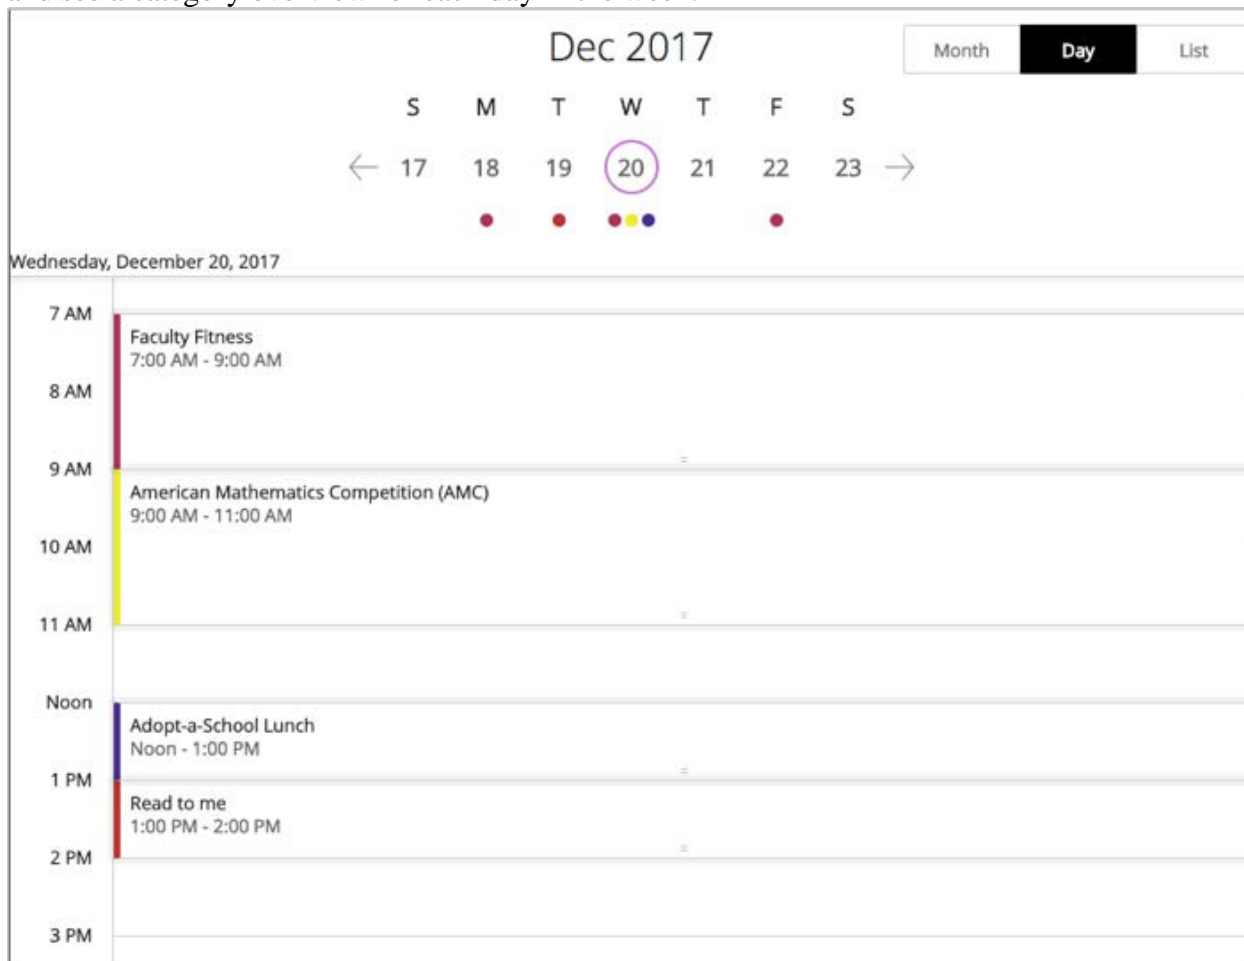 Dec 2017
Month Day List
S M T W T F S
17 18 19 20 21 22 23
Wednesday, December 20, 2017
7 AM
Faculty Fitness
7:00 AM - 9:00 AM
8 AM
9 AM
American Mathematics Competition (AMC)
9:00 AM - 11:00 AM
10 AM
11 AM
Noon
Adopt-a-School Lunch
Noon - 1:00 PM
1 PM
Read to me
1:00 PM - 2:00 PM
2 PM
3 PM